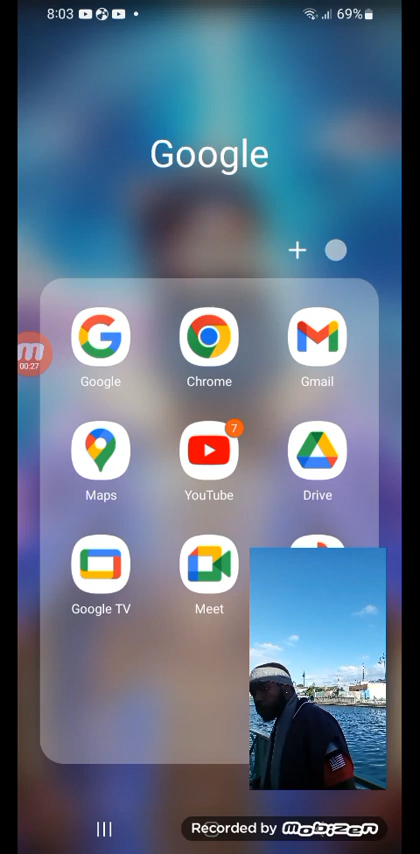 8:03 69%
Google
Google Chrome Gmail
00:27
7
Maps YouTube Drive
Google TV Meet
Recorded by mobizen